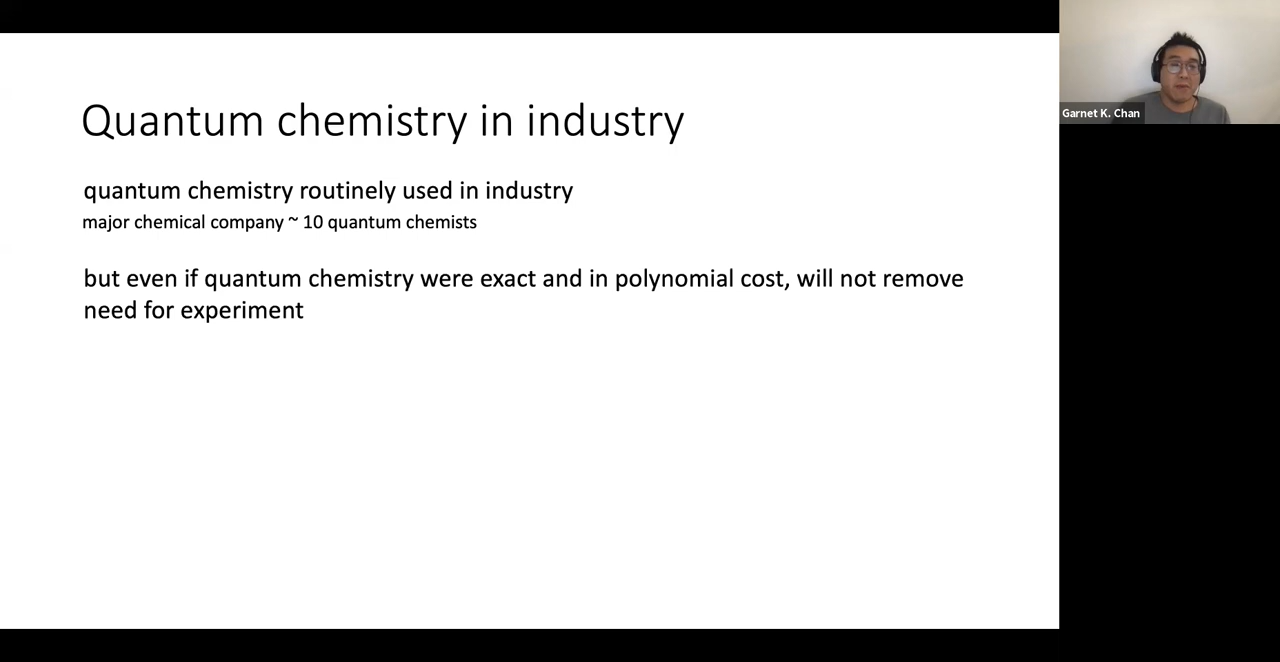 Quantum chemistry in industry
quantum chemistry routinely used in industry
major chemical company ~ 10 quantum chemists
but even if quantum chemistry were exact and in polynomial cost, will not remove
need for experiment
Garnet K. Chan